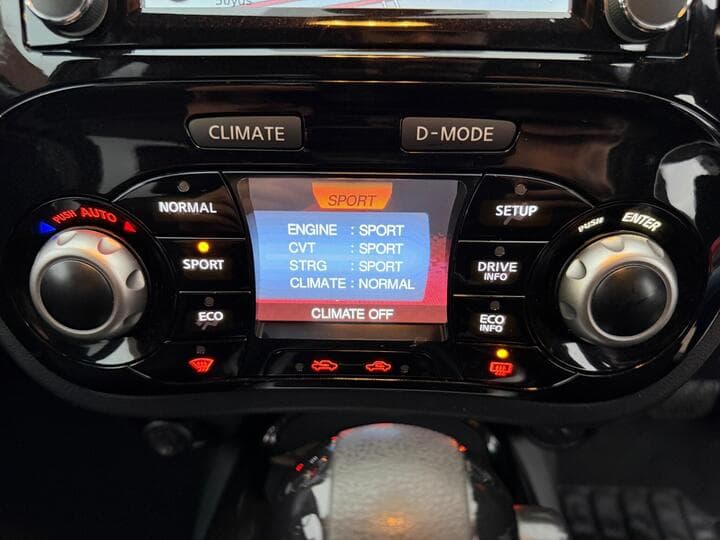 CLIMATE
D-MODE
PUSH AUTO
NORMAL
SPORT
ECO
SPORT
ENGINE : SPORT
CVT : SPORT
STRG : SPORT
CLIMATE : NORMAL
CLIMATE OFF
SETUP
DRIVE
INFO
ECO
INFO
PUSH ENTER